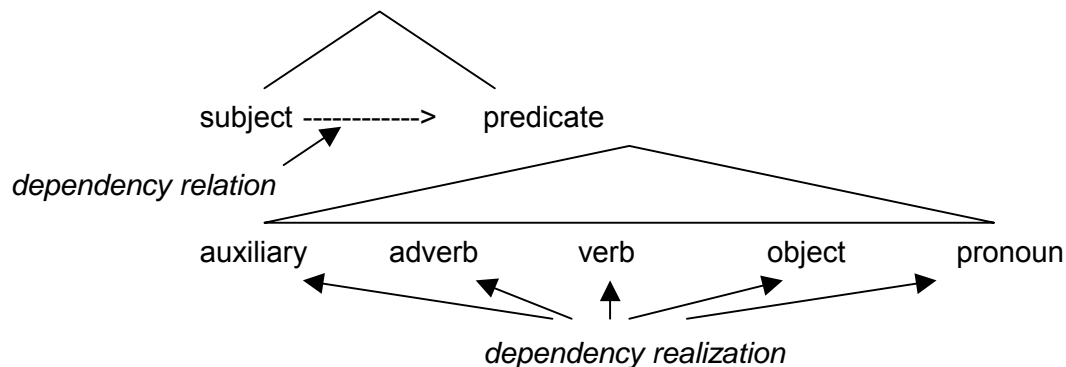 subject ------------> predicate
dependency relation
auxiliary adverb verb object pronoun
dependency realization